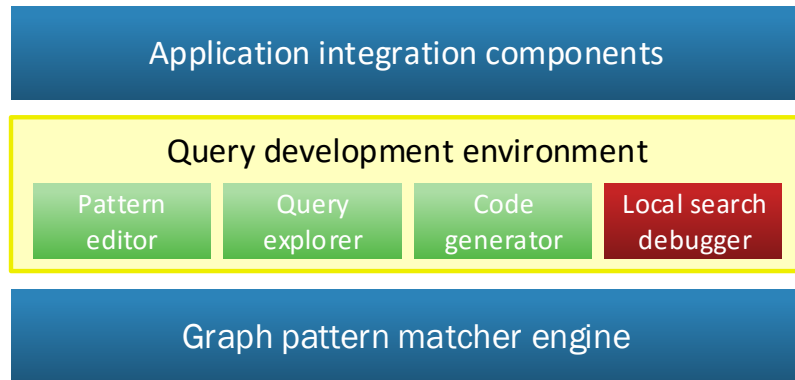 Application integration components
Query development environment
Pattern
editor
Query
explorer
Code
generator
Local search
debugger
Graph pattern matcher engine